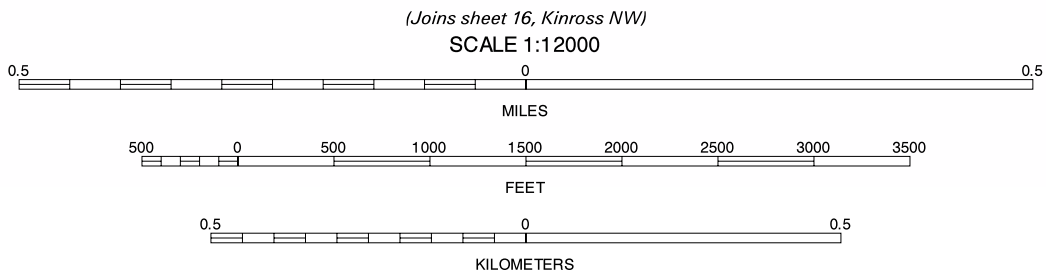 (Joins sheet 16, Kinross NW)
SCALE 1:12000
0.5 0 0.5
MILES
500 0 500 1000 1500 2000 2500 3000 3500
FEET
0.5 0 0.5
KILOMETERS